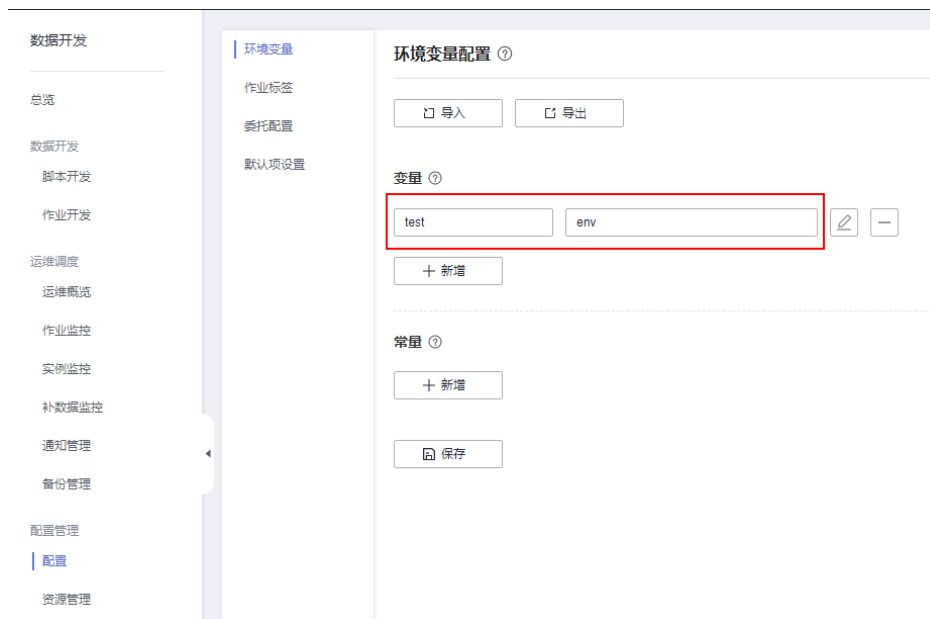 数据开发
总览
数据开发
脚本开发
作业开发
运维调度
运维概览
作业监控
实例监控
补数据监控
通知管理
备份管理
配置管理
配置
资源管理
环境变量
作业标签
委托配置
默认项设置
环境变量配置
导入 导出
变量
test env
新增
常量
新增
保存